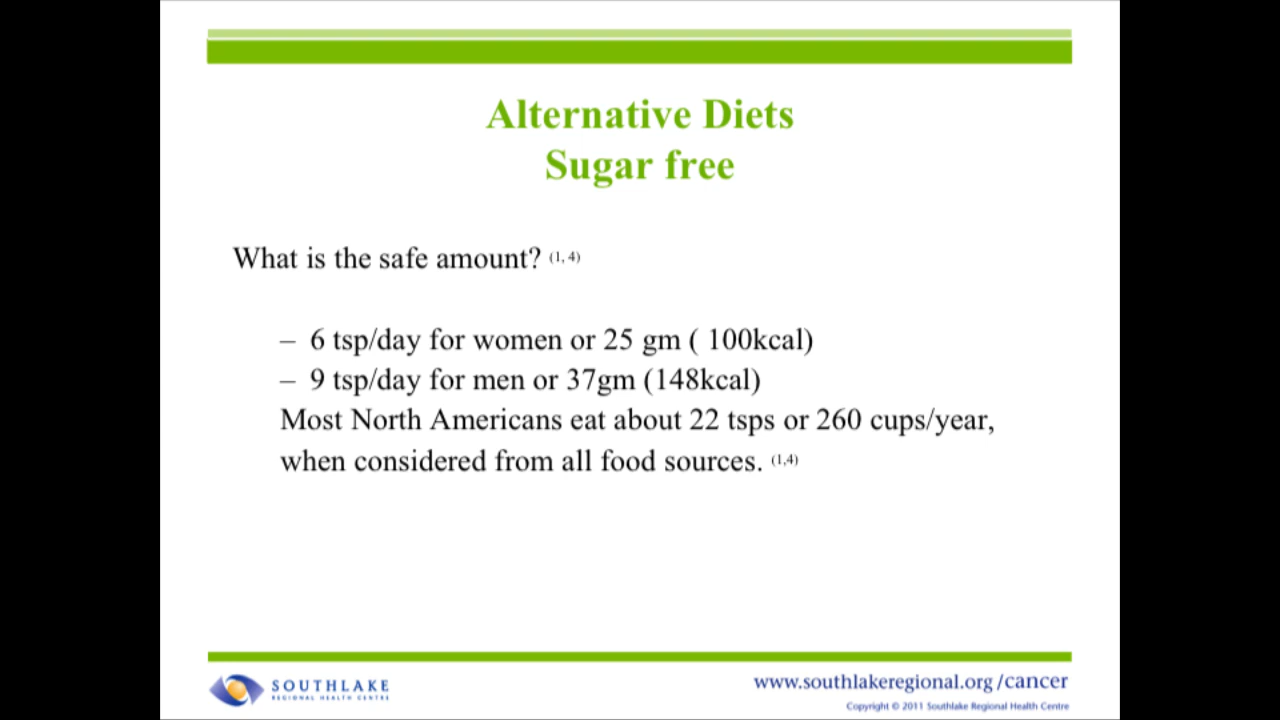 Alternative Diets
Sugar free
What is the safe amount? (1, 4)
– 6 tsp/day for women or 25 gm ( 100kcal)
– 9 tsp/day for men or 37gm (148kcal)
Most North Americans eat about 22 tsps or 260 cups/year,
when considered from all food sources. (1,4)
SOUTHLAKE
REGIONAL HEALTH CENTRE
www.southlakeregional.org/cancer
Copyright © 2011 Southlake Regional Health Centre